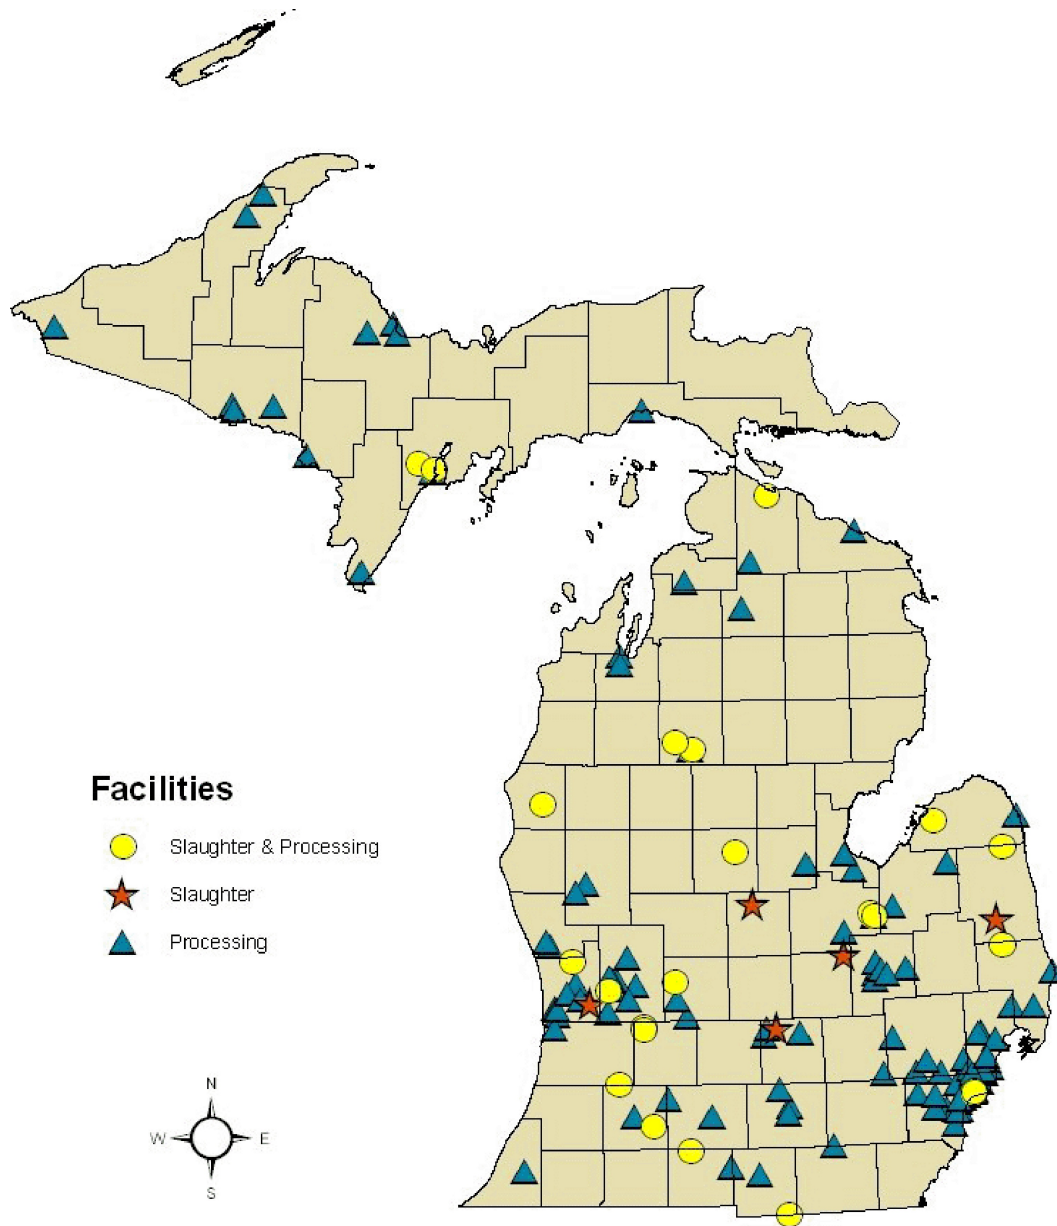 Facilities
Slaughter & Processing
Slaughter
Processing
N
W E
S